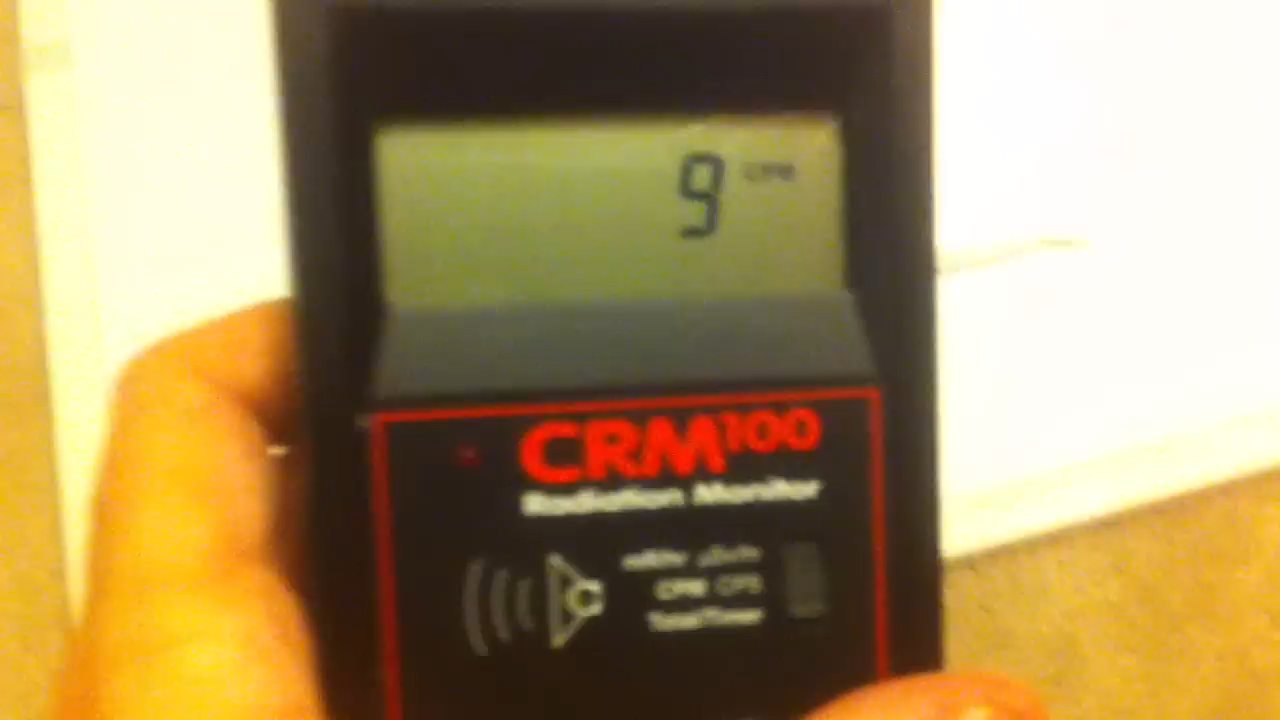 9 CPM
CRM100
Radiation Monitor
mR/hr µSv/hr
CPM CPS
Total/Timer